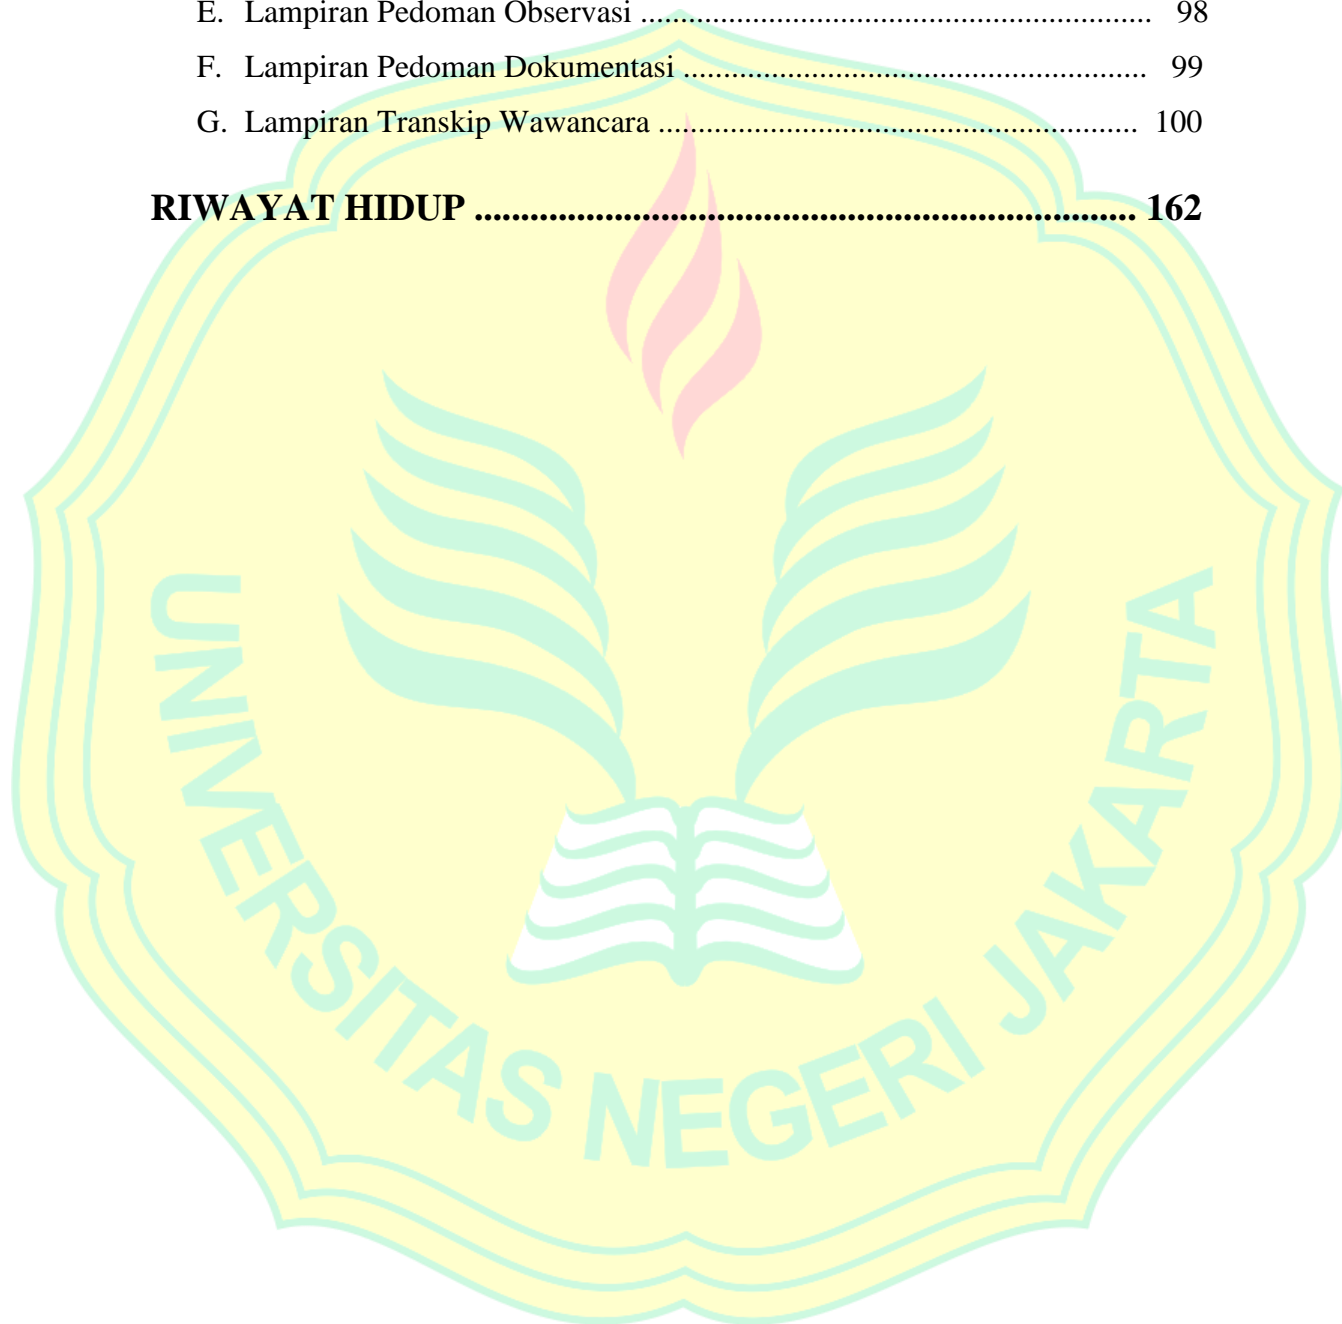 E. Lampiran Pedoman Observasi ................................................................ 98
F. Lampiran Pedoman Dokumentasi .......................................................... 99
G. Lampiran Transkip Wawancara ............................................................ 100
RIWAYAT HIDUP ........................................................................ 162
UNIVERSITAS NEGERI JAKARTA